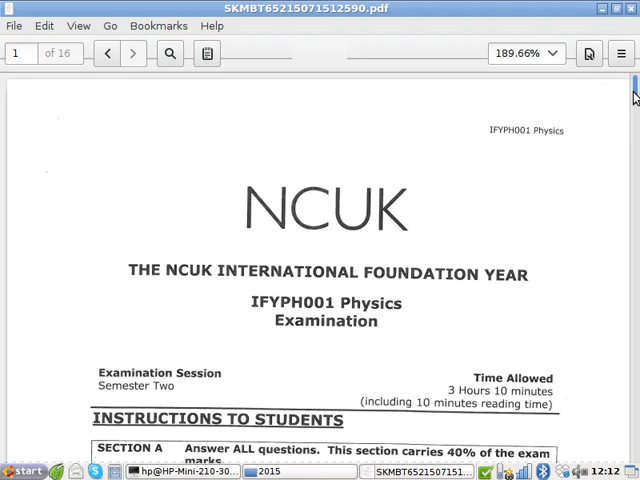 SKMBT65215071512590.pdf
File Edit View Go Bookmarks Help
1 of 16 189.66%
IFYPH001 Physics
NCUK
THE NCUK INTERNATIONAL FOUNDATION YEAR
IFYPH001 Physics
Examination
Examination Session
Semester Two
Time Allowed
3 Hours 10 minutes
(including 10 minutes reading time)
INSTRUCTIONS TO STUDENTS
SECTION A Answer ALL questions. This section carries 40% of the exam
marks.
start hp@HP-Mini-210-30... 2015 SKMBT652150715​1... 12:12